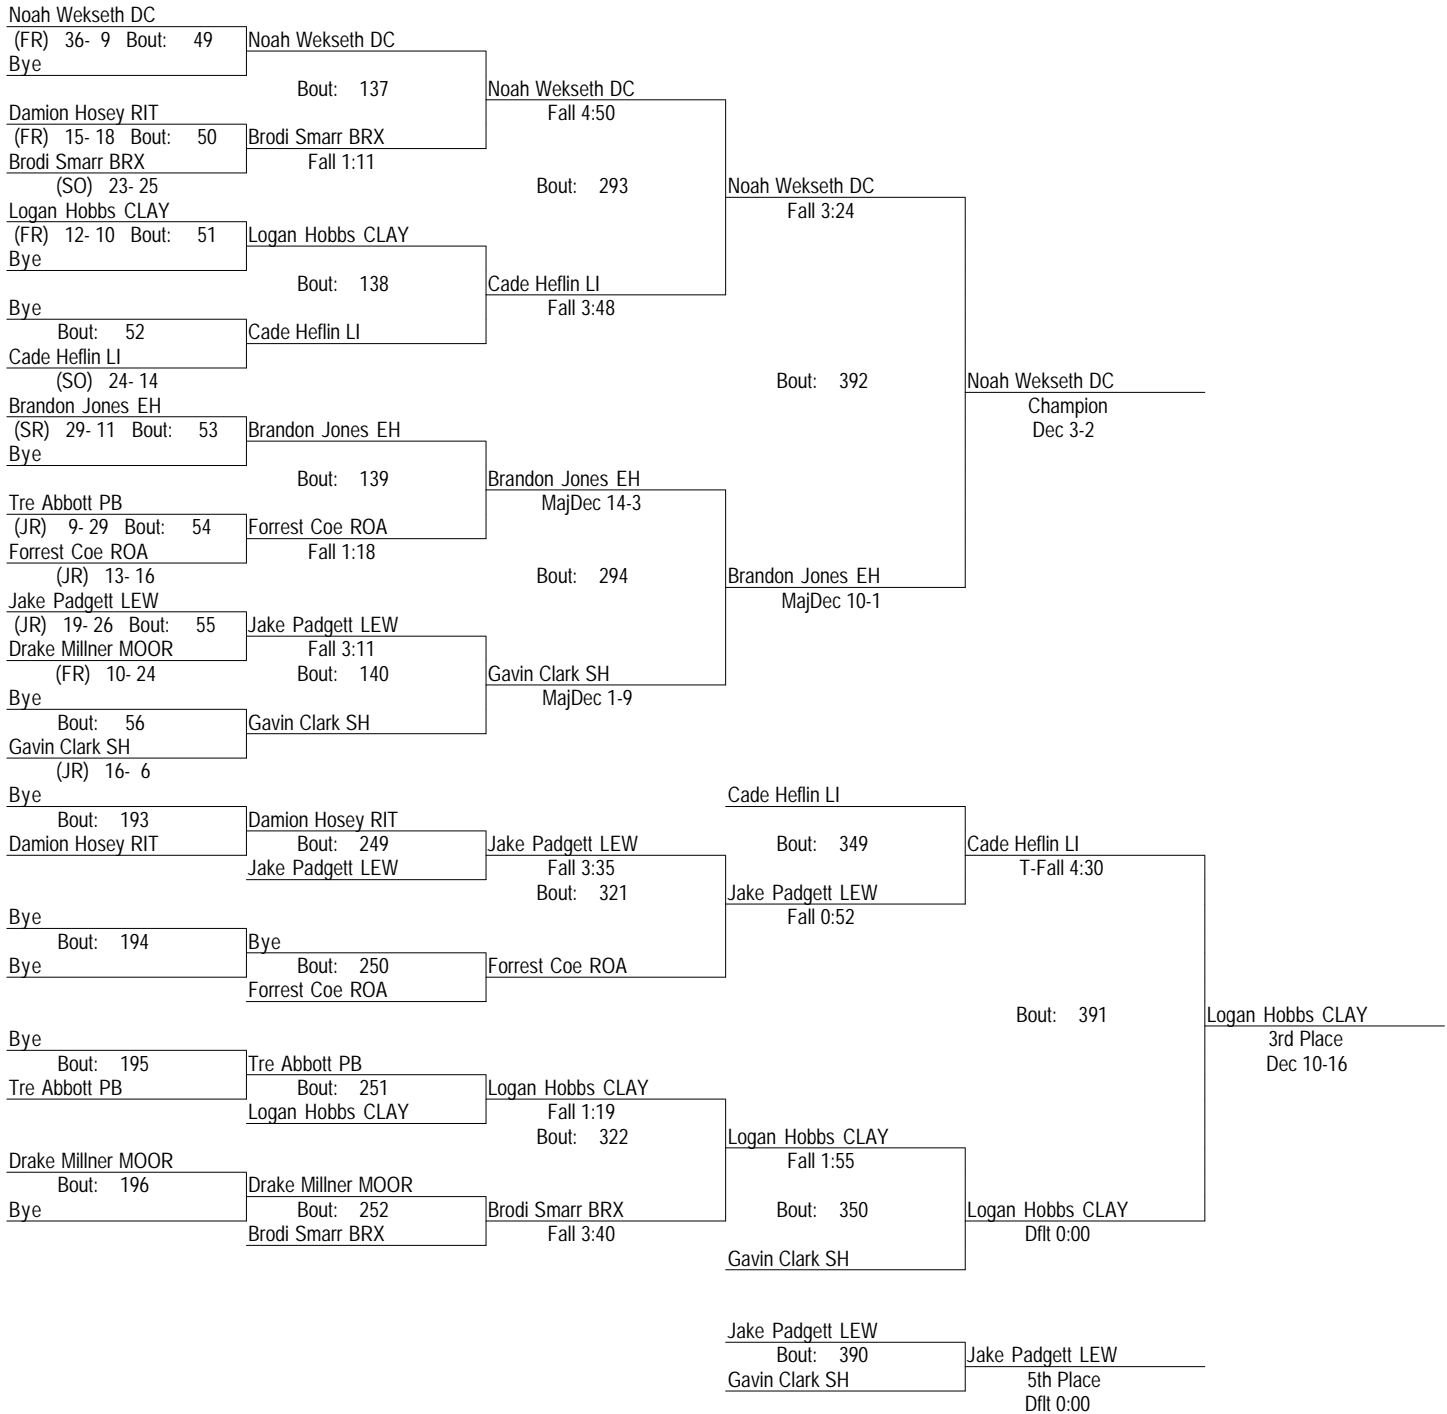 Noah Wekseth DC
(FR) 36- 9 Bout: 49 Noah Wekseth DC
Bye
Bout: 137 Noah Wekseth DC
Damion Hosey RIT Fall 4:50
(FR) 15- 18 Bout: 50 Brodi Smarr BRX
Brodi Smarr BRX Fall 1:11
(SO) 23- 25 Bout: 293 Noah Wekseth DC
Logan Hobbs CLAY Fall 3:24
(FR) 12- 10 Bout: 51 Logan Hobbs CLAY
Bye
Bout: 138 Cade Heflin LI
Bye Fall 3:48
Bout: 52 Cade Heflin LI
Cade Heflin LI
(SO) 24- 14 Bout: 392 Noah Wekseth DC
Brandon Jones EH Champion
(SR) 29- 11 Bout: 53 Brandon Jones EH Dec 3-2
Bye
Bout: 139 Brandon Jones EH
Tre Abbott PB MajDec 14-3
(JR) 9- 29 Bout: 54 Forrest Coe ROA
Forrest Coe ROA Fall 1:18
(JR) 13- 16 Bout: 294 Brandon Jones EH
Jake Padgett LEW MajDec 10-1
(JR) 19- 26 Bout: 55 Jake Padgett LEW
Drake Millner MOOR Fall 3:11
(FR) 10- 24 Bout: 140 Gavin Clark SH
Bye MajDec 1-9
Bout: 56 Gavin Clark SH
Gavin Clark SH
(JR) 16- 6
Bye Cade Heflin LI
Bout: 193 Damion Hosey RIT
Damion Hosey RIT Bout: 249 Jake Padgett LEW Bout: 349 Cade Heflin LI
Jake Padgett LEW Fall 3:35 T-Fall 4:30
Bout: 321 Jake Padgett LEW
Bye Fall 0:52
Bout: 194 Bye
Bye Bout: 250 Forrest Coe ROA
Forrest Coe ROA
Bout: 391 Logan Hobbs CLAY
Bye 3rd Place
Bout: 195 Tre Abbott PB Dec 10-16
Tre Abbott PB Bout: 251 Logan Hobbs CLAY
Logan Hobbs CLAY Fall 1:19
Bout: 322 Logan Hobbs CLAY
Drake Millner MOOR Fall 1:55
Bout: 196 Drake Millner MOOR
Bye Bout: 252 Brodi Smarr BRX Bout: 350 Logan Hobbs CLAY
Brodi Smarr BRX Fall 3:40 Dflt 0:00
Gavin Clark SH
Jake Padgett LEW
Bout: 390 Jake Padgett LEW
Gavin Clark SH 5th Place
Dflt 0:00